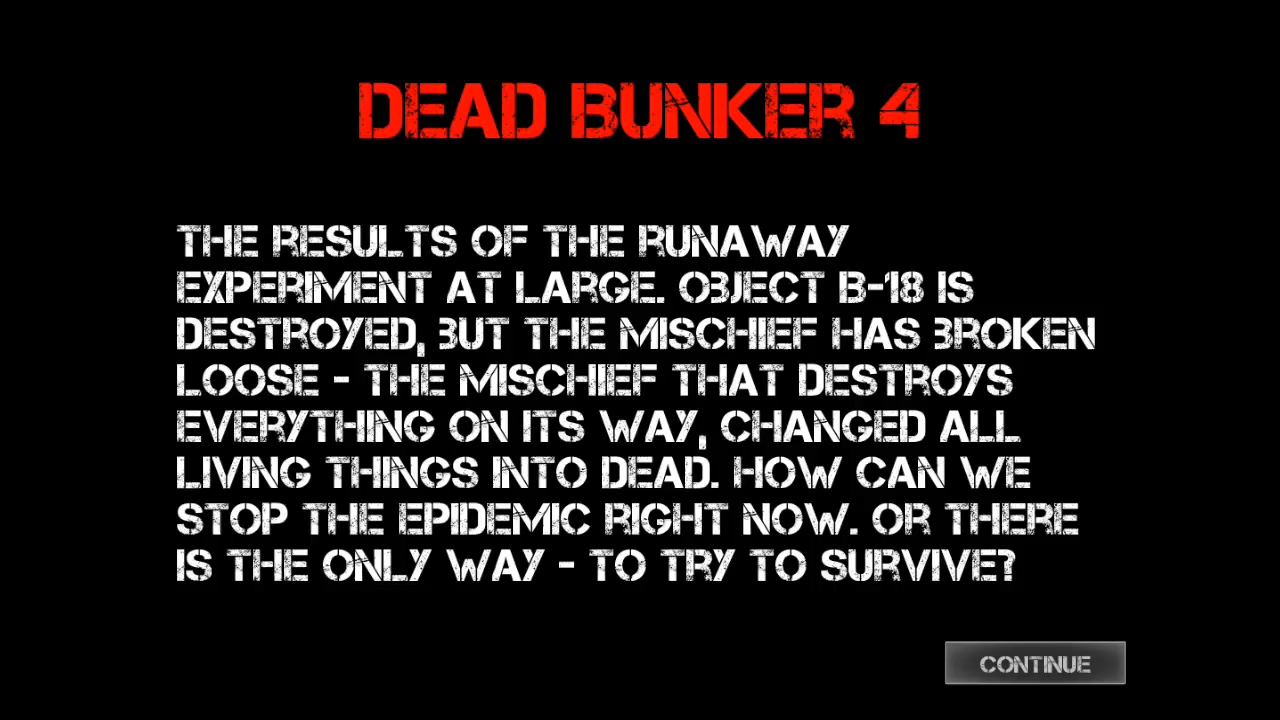 DEAD BUNKER 4
THE RESULTS OF THE RUNAWAY
EXPERIMENT AT LARGE. OBJECT B-18 IS
DESTROYED, BUT THE MISCHIEF HAS BROKEN
LOOSE - THE MISCHIEF THAT DESTROYS
EVERYTHING ON ITS WAY, CHANGED ALL
LIVING THINGS INTO DEAD. HOW CAN WE
STOP THE EPIDEMIC RIGHT NOW. OR THERE
IS THE ONLY WAY - TO TRY TO SURVIVE?
CONTINUE